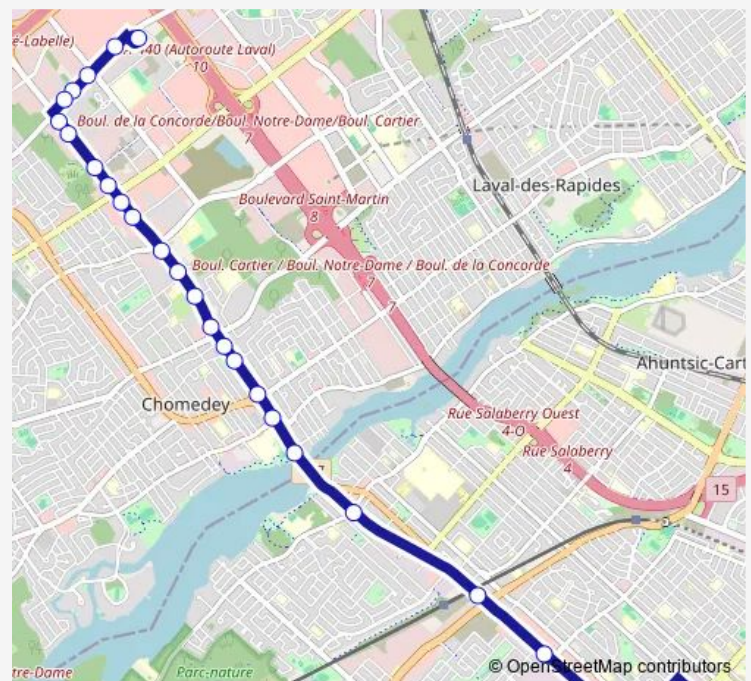 é-Labelle)
40 (Autoroute Laval)
10
Boul. de la Concorde/Boul. Notre-Dame/Boul. Cartier
7
Laval-des-Rapides
Boulevard Saint-Martin
8
Boul. Cartier / Boul. Notre-Dame / Boul. de la Concorde
7
7
Ahuntsic-Cart
Chomedey
Rue Salaberry Ouest
4-O
Rue Salaberry
4
15
© OpenStreetMap contributors
tre-Dame
Parc-nature